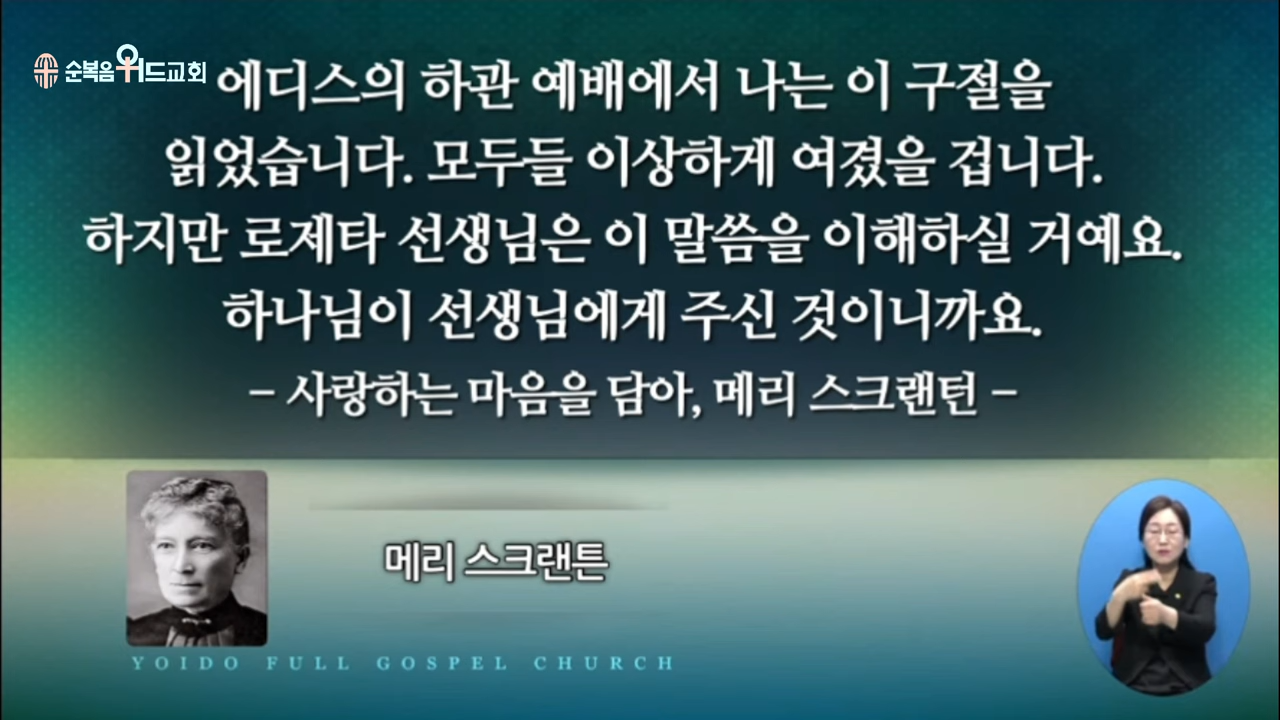 순복음워드교회
에디스의 하관 예배에서 나는 이 구절을
읽었습니다. 모두들 이상하게 여겼을 겁니다.
하지만 로제타 선생님은 이 말씀을 이해하실 거예요.
하나님이 선생님에게 주신 것이니까요.
- 사랑하는 마음을 담아, 메리 스크랜턴 -
메리 스크랜튼
YOIDO FULL GOSPEL CHURCH